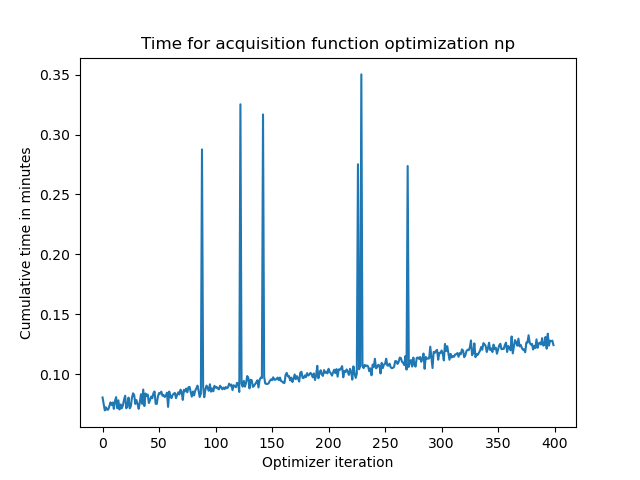 Time for acquisition function optimization np
Cumulative time in minutes
0.35
0.30
0.25
0.20
0.15
0.10
0 50 100 150 200 250 300 350 400
Optimizer iteration